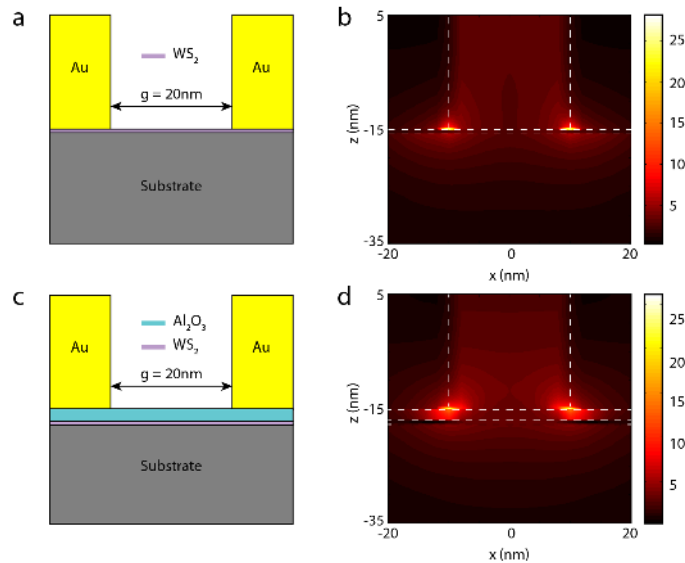 a
WS₂
Au
Au
g = 20nm
Substrate
b
5
-15
-35
z (nm)
-20
0
20
x (nm)
25
20
15
10
5
c
Al₂O₃
WS₂
Au
Au
g = 20nm
Substrate
d
5
-15
-35
z (nm)
-20
0
20
x (nm)
25
20
15
10
5